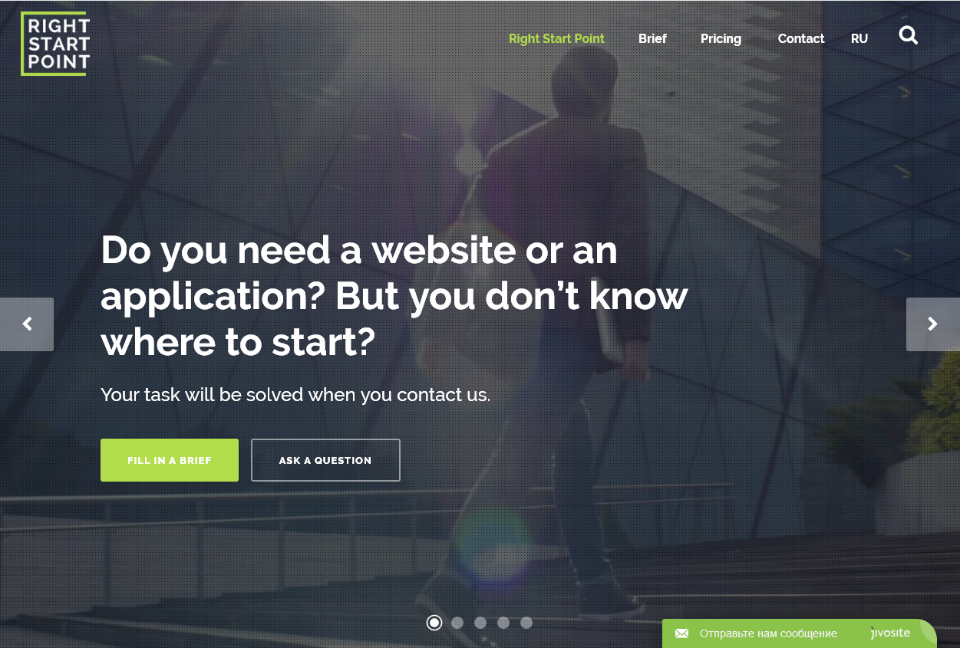 RIGHT
START
POINT
Right Start Point Brief Pricing Contact RU
Do you need a website or an
application? But you don’t know
where to start?
Your task will be solved when you contact us.
FILL IN A BRIEF ASK A QUESTION
Отправьте нам сообщение jivosite